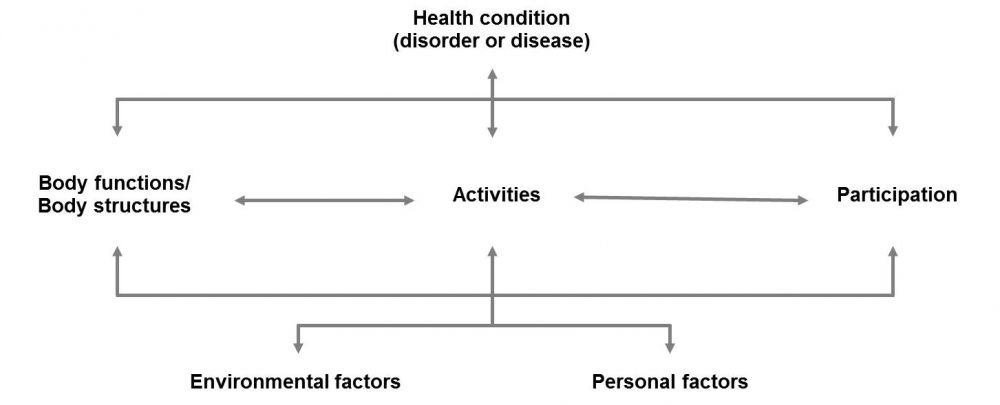 Health condition
(disorder or disease)
Body functions/
Body structures
Activities
Participation
Environmental factors
Personal factors